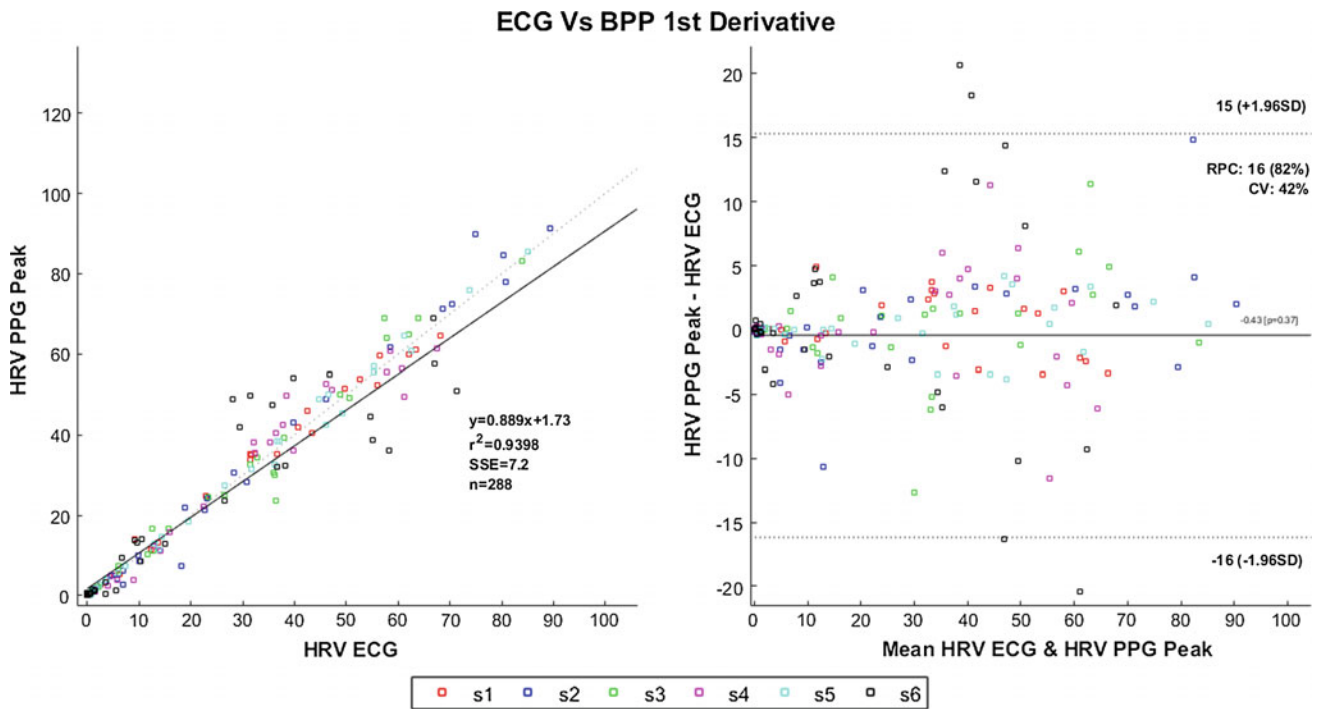 ECG Vs BPP 1st Derivative
HRV PPG Peak
120
100
80
60
40
20
0
y=0.889x+1.73
r²=0.9398
SSE=7.2
n=288
0 10 20 30 40 50 60 70 80 90 100
HRV ECG
HRV PPG Peak - HRV ECG
20
15
10
5
0
-5
-10
-15
-20
15 (+1.96SD)
RPC: 16 (82%)
CV: 42%
-0.43 [p=0.37]
-16 (-1.96SD)
0 10 20 30 40 50 60 70 80 90 100
Mean HRV ECG & HRV PPG Peak
s1 s2 s3 s4 s5 s6